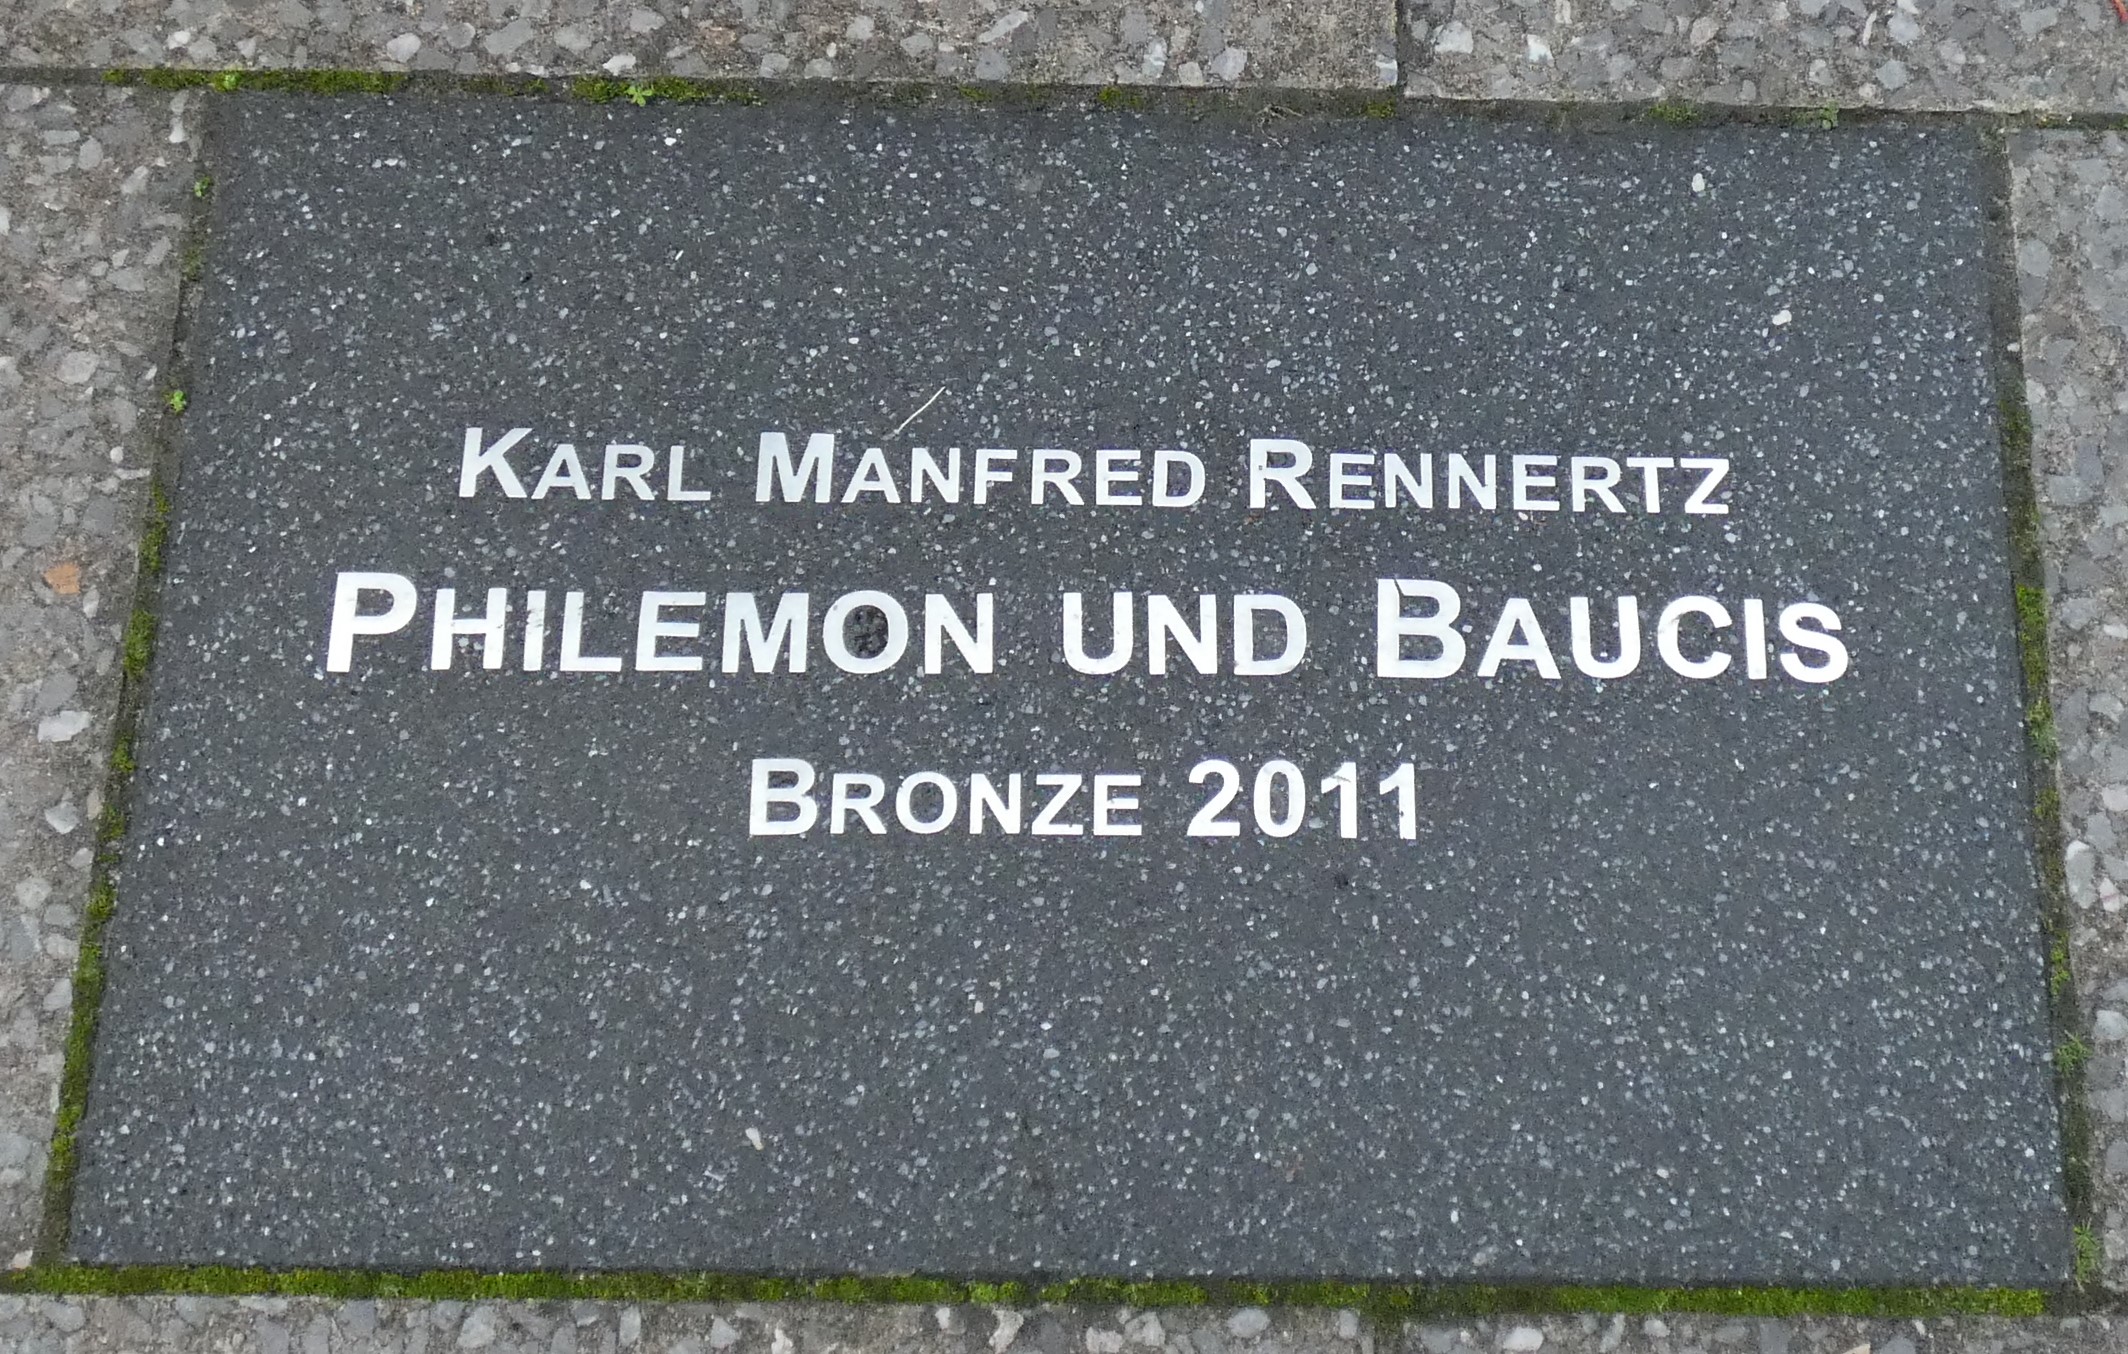 Karl Manfred Rennertz
Philemon und Baucis
Bronze 2011